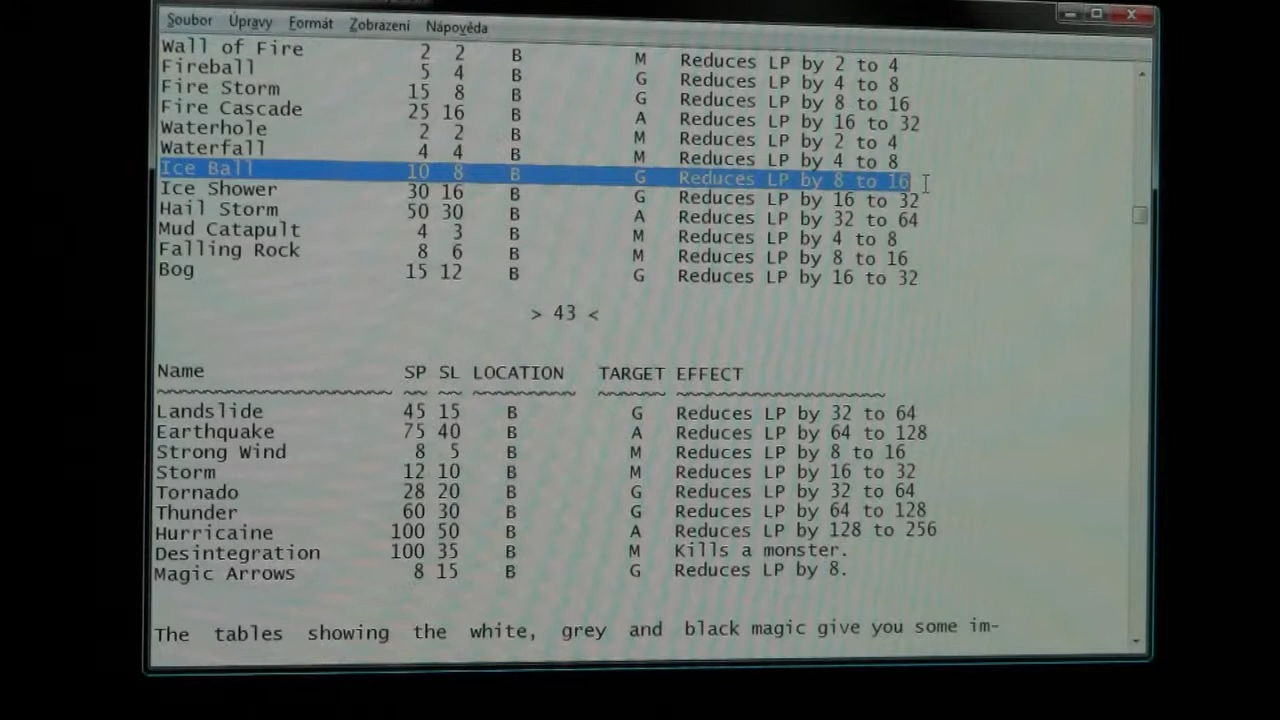 Soubor Úpravy Formát Zobrazení Nápověda
Wall of Fire 2 2 B M Reduces LP by 2 to 4
Fireball 5 4 B G Reduces LP by 4 to 8
Fire Storm 15 8 B G Reduces LP by 8 to 16
Fire Cascade 25 16 B A Reduces LP by 16 to 32
Waterhole 2 2 B M Reduces LP by 2 to 4
Waterfall 4 4 B M Reduces LP by 4 to 8
Ice Ball 10 8 B G Reduces LP by 8 to 16
Ice Shower 30 16 B G Reduces LP by 16 to 32
Hail Storm 50 30 B A Reduces LP by 32 to 64
Mud Catapult 4 3 B M Reduces LP by 4 to 8
Falling Rock 8 6 B M Reduces LP by 8 to 16
Bog 15 12 B G Reduces LP by 16 to 32
> 43 <
Name SP SL LOCATION TARGET EFFECT
Landslide 45 15 B G Reduces LP by 32 to 64
Earthquake 75 40 B A Reduces LP by 64 to 128
Strong Wind 8 5 B M Reduces LP by 8 to 16
Storm 12 10 B M Reduces LP by 16 to 32
Tornado 28 20 B G Reduces LP by 32 to 64
Thunder 60 30 B G Reduces LP by 64 to 128
Hurricaine 100 50 B A Reduces LP by 128 to 256
Desintegration 100 35 B M Kills a monster.
Magic Arrows 8 15 B G Reduces LP by 8.
The tables showing the white, grey and black magic give you some im-